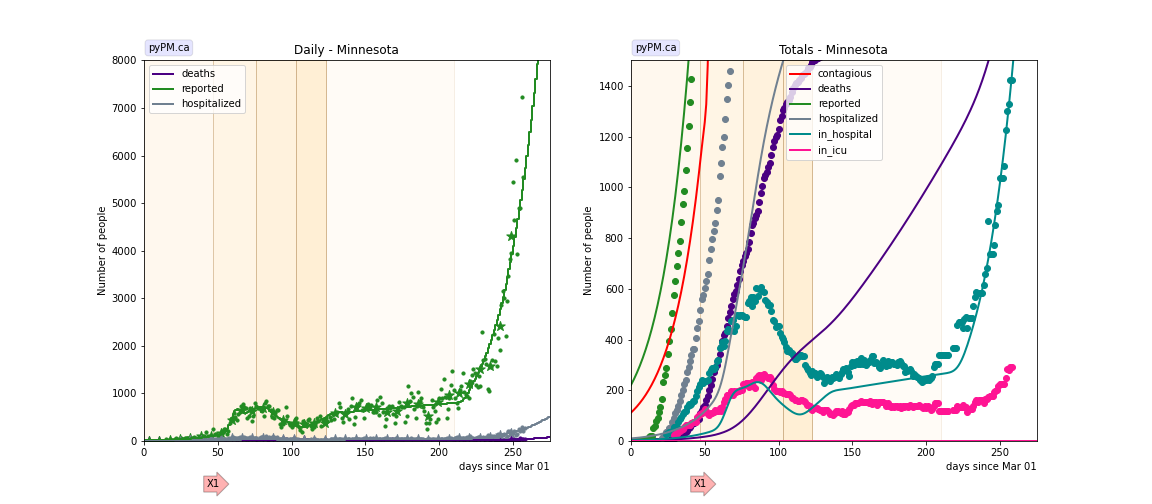 pyPM.ca
Daily - Minnesota
deaths
reported
hospitalized
8000
7000
6000
5000
4000
3000
2000
1000
0
Number of people
0 50 100 150 200 250
days since Mar 01
X1
pyPM.ca
Totals - Minnesota
contagious
deaths
reported
hospitalized
in_hospital
in_icu
1400
1200
1000
800
600
400
200
0
Number of people
0 50 100 150 200 250
days since Mar 01
X1